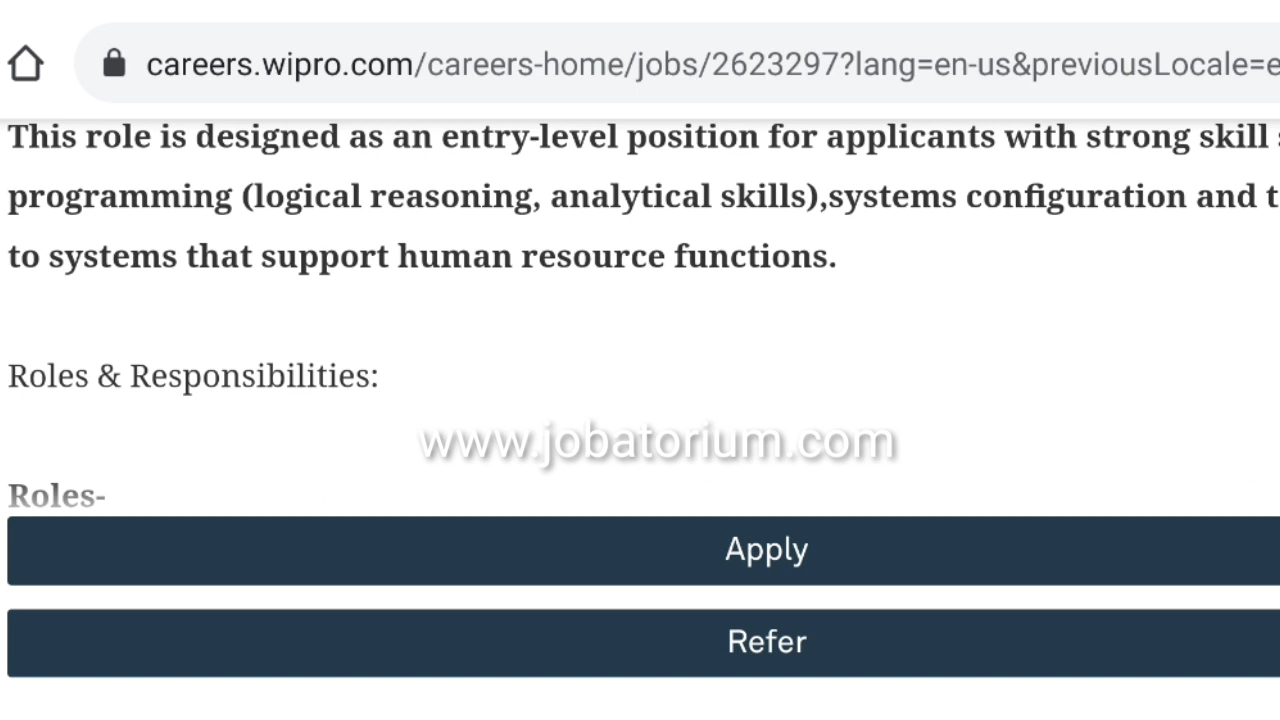 careers.wipro.com/careers-home/jobs/2623297?lang=en-us&previousLocale=e
This role is designed as an entry-level position for applicants with strong skill
programming (logical reasoning, analytical skills),systems configuration and t
to systems that support human resource functions.
Roles & Responsibilities:
www.jobatorium.com
Roles-
Apply
Refer